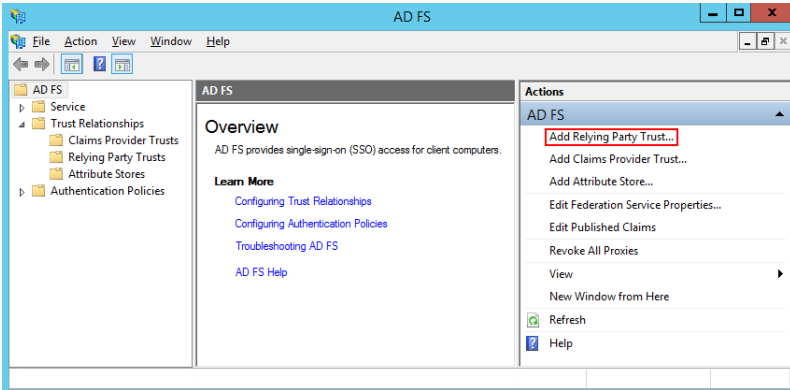 AD FS
File Action View Window Help
AD FS
Service
Trust Relationships
Claims Provider Trusts
Relying Party Trusts
Attribute Stores
Authentication Policies
AD FS
Overview
AD FS provides single-sign-on (SSO) access for client computers.
Learn More
Configuring Trust Relationships
Configuring Authentication Policies
Troubleshooting AD FS
AD FS Help
Actions
AD FS
Add Relying Party Trust...
Add Claims Provider Trust...
Add Attribute Store...
Edit Federation Service Properties...
Edit Published Claims
Revoke All Proxies
View
New Window from Here
Refresh
Help